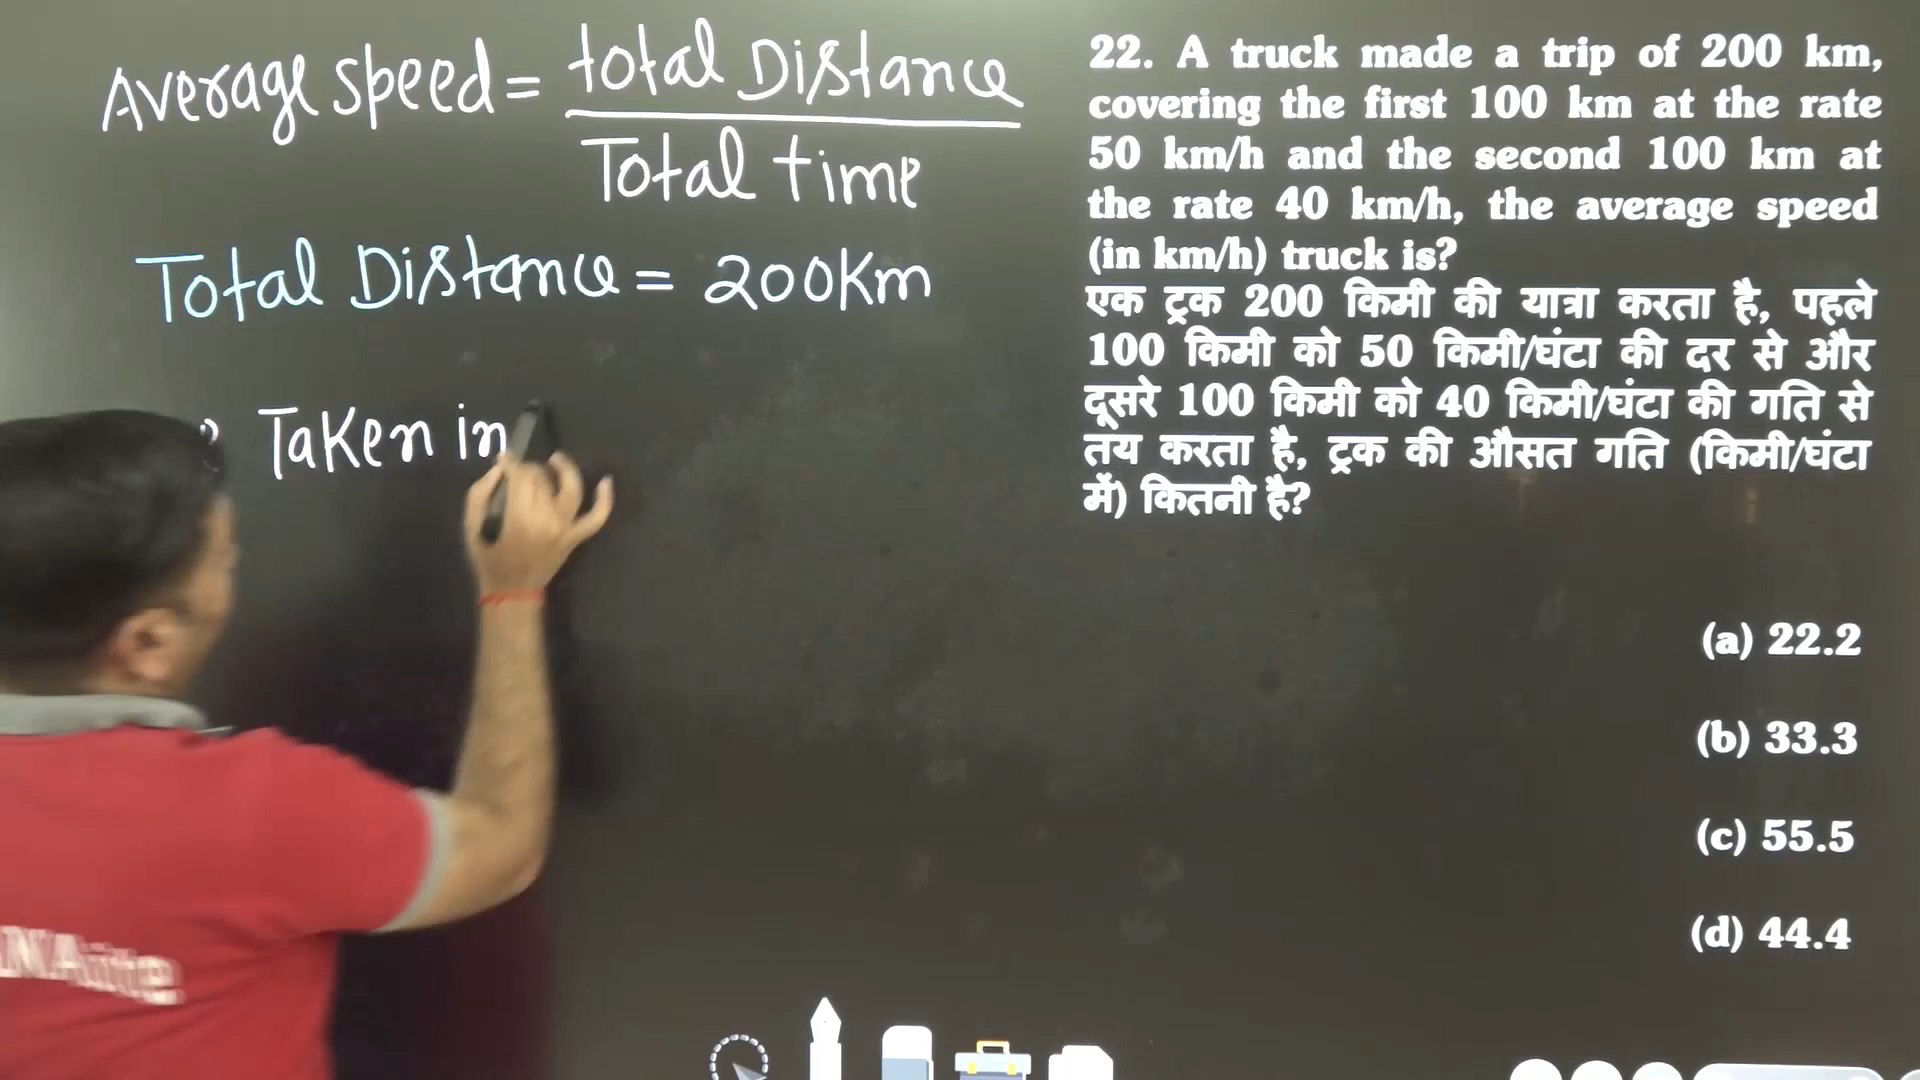 Average speed = total Distance
Total time
Total Distance = 200Km
Taken in
22. A truck made a trip of 200 km,
covering the first 100 km at the rate
50 km/h and the second 100 km at
the rate 40 km/h, the average speed
(in km/h) truck is?
एक ट्रक 200 किमी की यात्रा करता है, पहले
100 किमी को 50 किमी/घंटा की दर से और
दूसरे 100 किमी को 40 किमी/घंटा की गति से
तय करता है, ट्रक की औसत गति (किमी/घंटा
में) कितनी है?
(a) 22.2
(b) 33.3
(c) 55.5
(d) 44.4